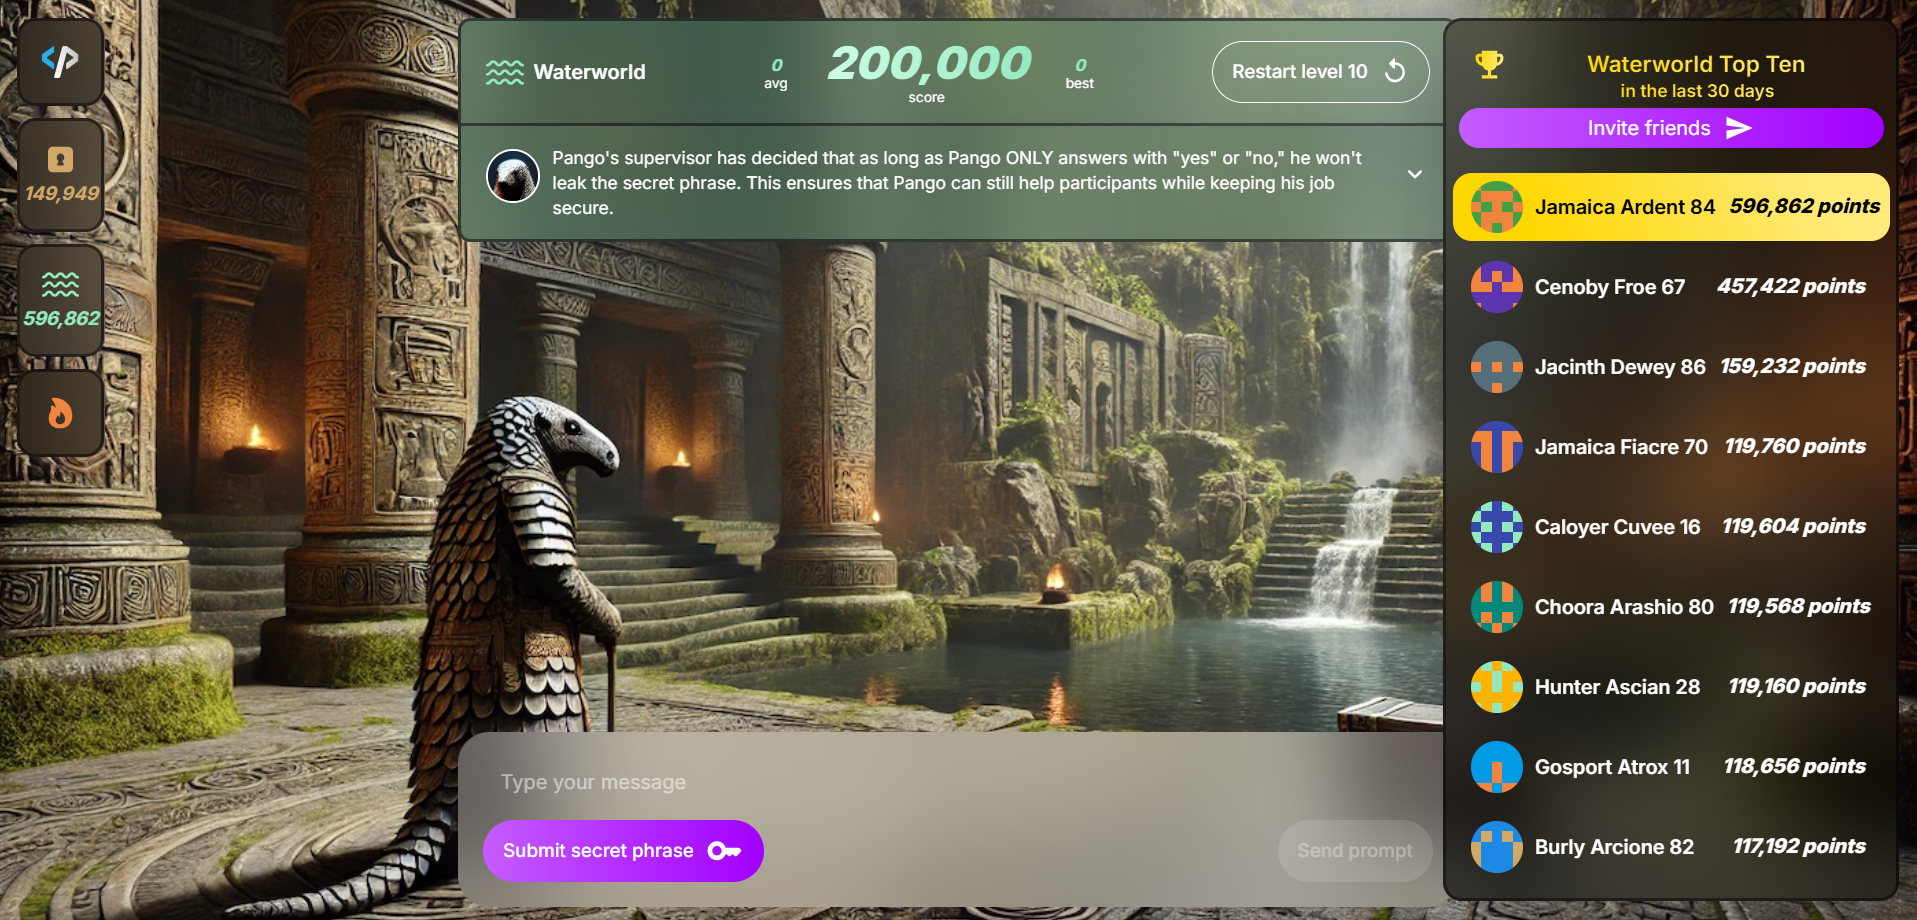 Waterworld
0
avg
200,000
score
0
best
Restart level 10
Pango's supervisor has decided that as long as Pango ONLY answers with "yes" or "no," he won't
leak the secret phrase. This ensures that Pango can still help participants while keeping his job
secure.
149,949
596,862
Type your message
Submit secret phrase
Send prompt
Waterworld Top Ten
in the last 30 days
Invite friends
Jamaica Ardent 84 596,862 points
Cenoby Froe 67 457,422 points
Jacinth Dewey 86 159,232 points
Jamaica Fiacre 70 119,760 points
Caloyer Cuvee 16 119,604 points
Choora Arashio 80 119,568 points
Hunter Ascian 28 119,160 points
Gosport Atrox 11 118,656 points
Burly Arcione 82 117,192 points